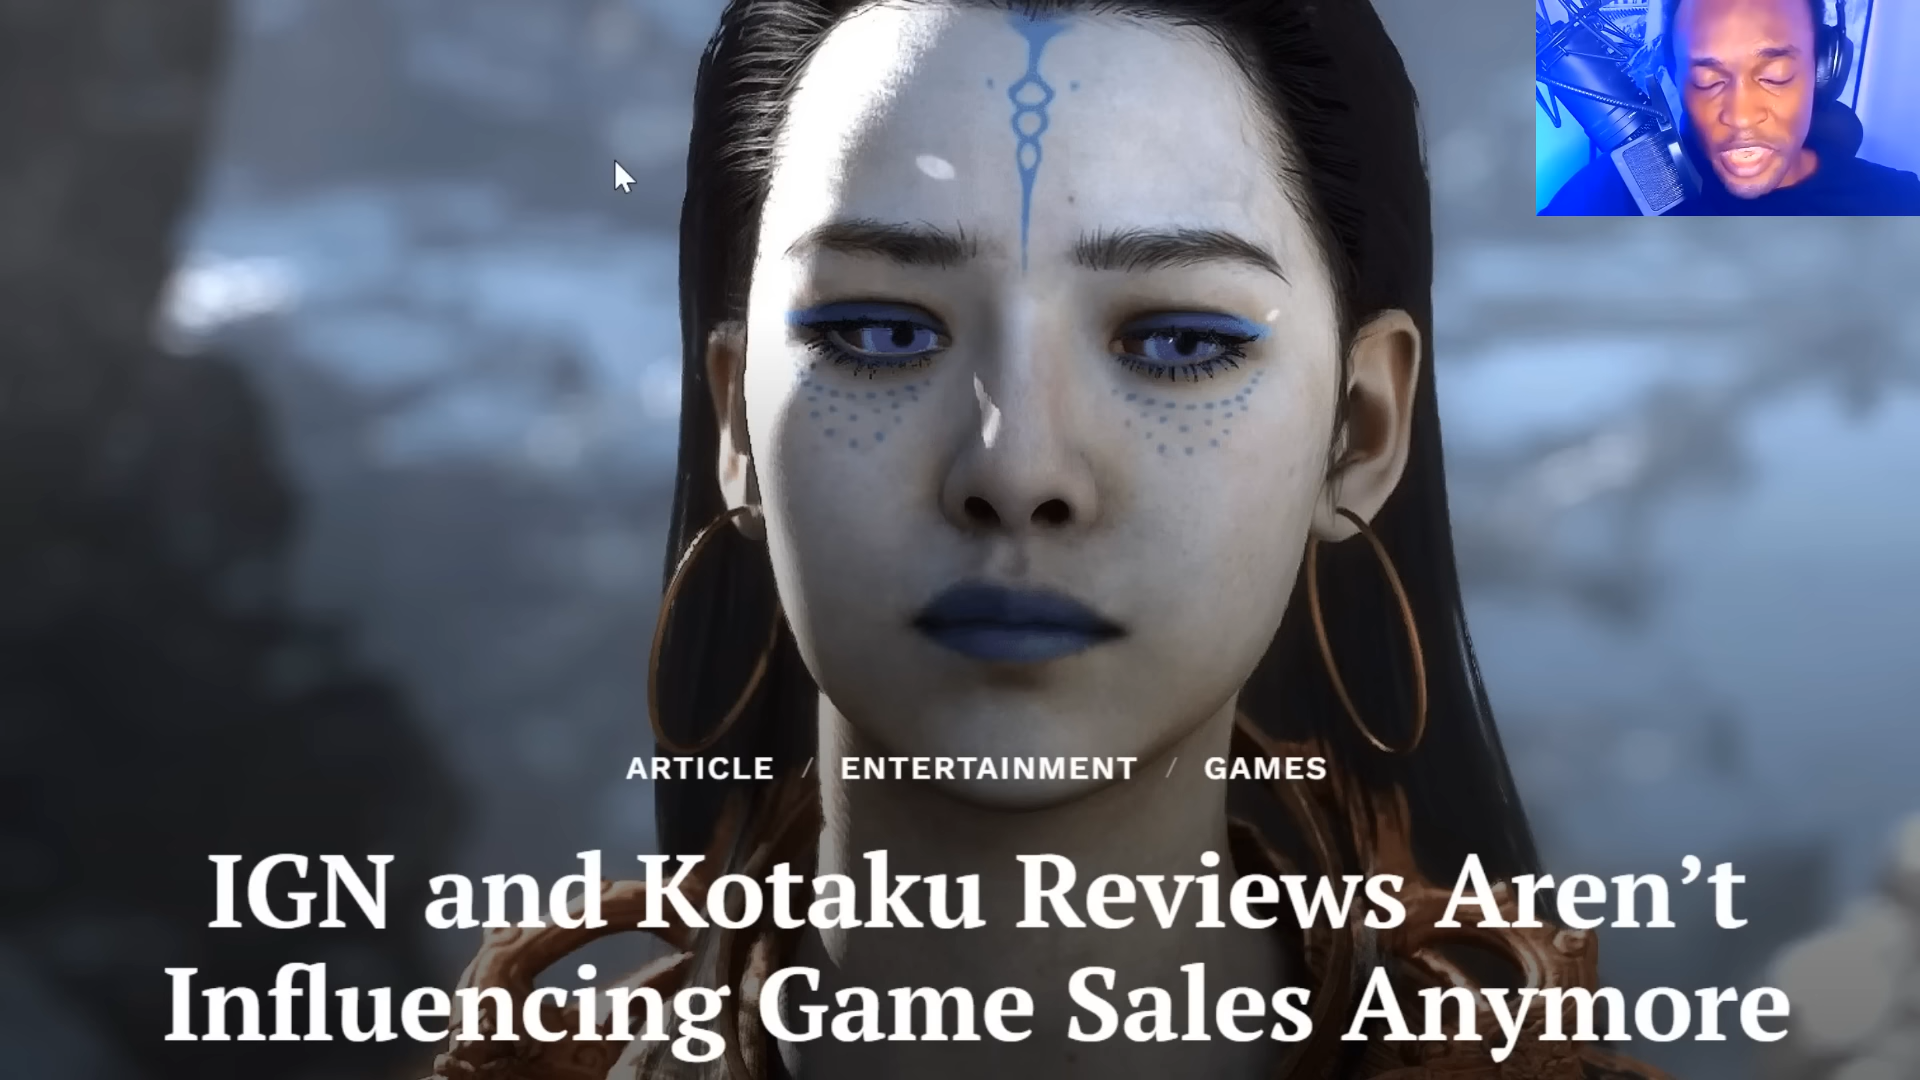 ARTICLE / ENTERTAINMENT / GAMES
IGN and Kotaku Reviews Aren’t
Influencing Game Sales Anymore